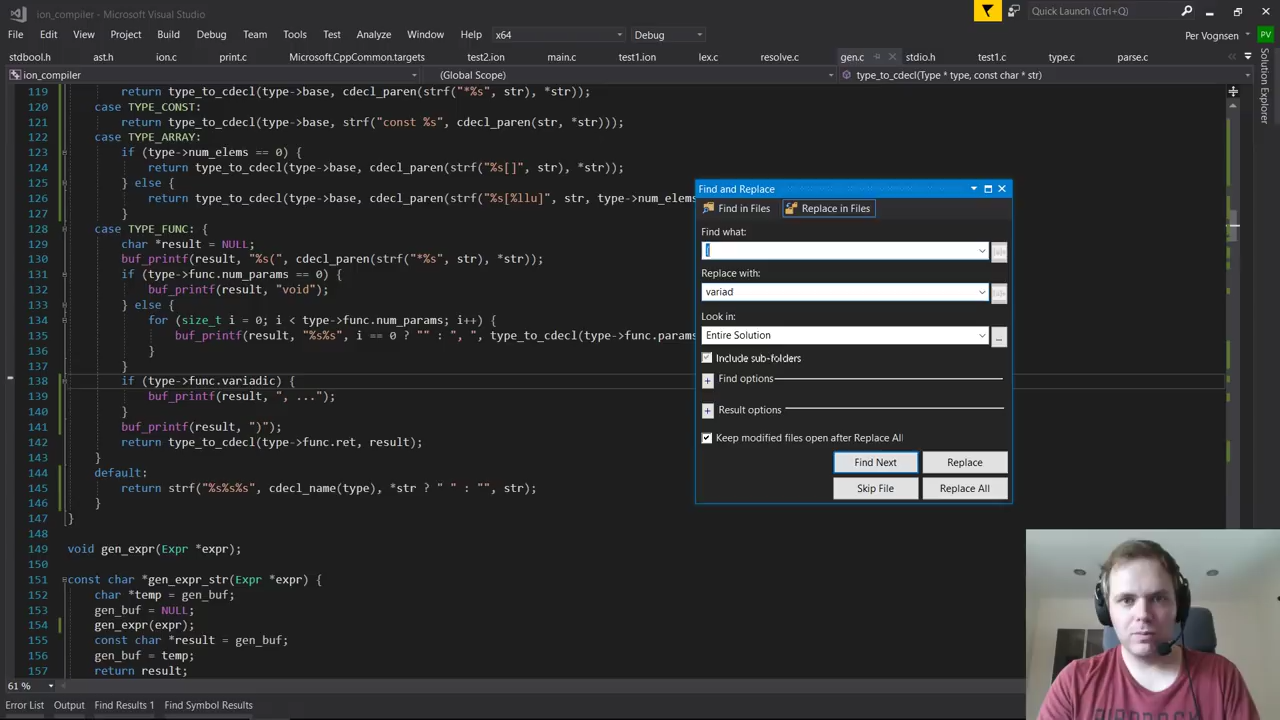 ion_compiler - Microsoft Visual Studio
Quick Launch (Ctrl+Q)
File Edit View Project Build Debug Team Tools Test Analyze Window Help x64 Debug Per Vognsen PV
stdbool.h ast.h ion.c print.c Microsoft.CppCommon.targets test2.ion main.c test1.ion lex.c resolve.c gen.c stdio.h test1.c type.c parse.c
ion_compiler (Global Scope) type_to_cdecl(Type * type, const char * str)
Solution Explorer
119 return type_to_cdecl(type->base, cdecl_paren(strf("*%s", str), *str));
120 case TYPE_CONST:
121 return type_to_cdecl(type->base, strf("const %s", cdecl_paren(str, *str)));
122 case TYPE_ARRAY:
123 if (type->num_elems == 0) {
124 return type_to_cdecl(type->base, cdecl_paren(strf("%s[]", str), *str));
125 } else {
126 return type_to_cdecl(type->base, cdecl_paren(strf("%s[%llu]", str, type->num_elems
127 }
128 case TYPE_FUNC: {
129 char *result = NULL;
130 buf_printf(result, "%s(", cdecl_paren(strf("*%s", str), *str));
131 if (type->func.num_params == 0) {
132 buf_printf(result, "void");
133 } else {
134 for (size_t i = 0; i < type->func.num_params; i++) {
135 buf_printf(result, "%s%s", i == 0 ? "" : ", ", type_to_cdecl(type->func.params
136 }
137 }
138 if (type->func.variadic) {
139 buf_printf(result, ", ...");
140 }
141 buf_printf(result, ")");
142 return type_to_cdecl(type->func.ret, result);
143 }
144 default:
145 return strf("%s%s%s", cdecl_name(type), *str ? " " : "", str);
146 }
147 }
148
149 void gen_expr(Expr *expr);
150
151 const char *gen_expr_str(Expr *expr) {
152 char *temp = gen_buf;
153 gen_buf = NULL;
154 gen_expr(expr);
155 const char *result = gen_buf;
156 gen_buf = temp;
157 return result;
Find and Replace
Find in Files Replace in Files
Find what:
Replace with:
variad
Look in:
Entire Solution
...
Include sub-folders
Find options
Result options
Keep modified files open after Replace All
Find Next Replace
Skip File Replace All
61 %
Error List Output Find Results 1 Find Symbol Results